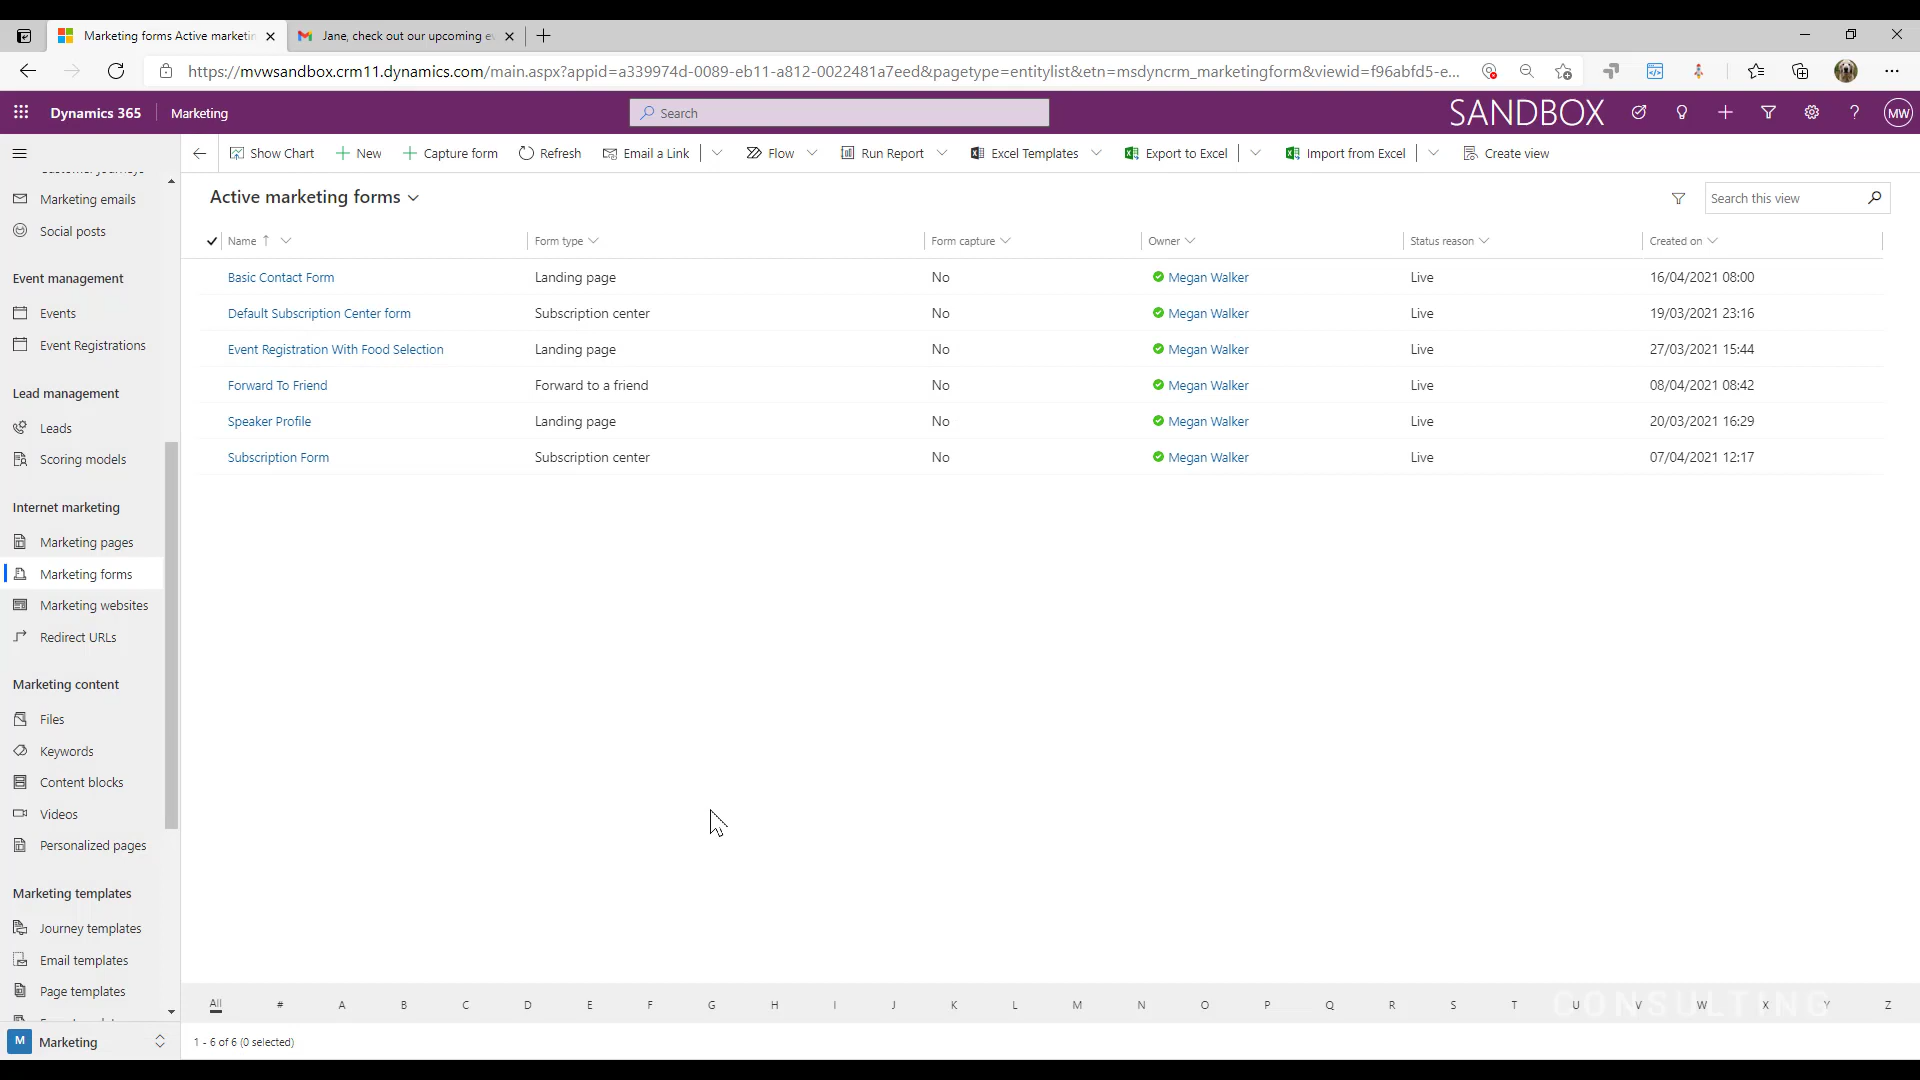 Marketing forms Active marketin
Jane, check out our upcoming e
https://mvwsandbox.crm11.dynamics.com/main.aspx?appid=a339974d-0089-eb11-a812-0022481a7eed&pagetype=entitylist&etn=msdyncrm_marketingform&viewid=f96abfd5-e...
Dynamics 365
Marketing
Search
SANDBOX
MW
Show Chart
New
Capture form
Refresh
Email a Link
Flow
Run Report
Excel Templates
Export to Excel
Import from Excel
Create view
Customer journeys
Marketing emails
Social posts
Event management
Events
Event Registrations
Lead management
Leads
Scoring models
Internet marketing
Marketing pages
Marketing forms
Marketing websites
Redirect URLs
Marketing content
Files
Keywords
Content blocks
Videos
Personalized pages
Marketing templates
Journey templates
Email templates
Page templates
M
Marketing
Active marketing forms
Search this view
Name Form type Form capture Owner Status reason Created on
Basic Contact Form Landing page No Megan Walker Live 16/04/2021 08:00
Default Subscription Center form Subscription center No Megan Walker Live 19/03/2021 23:16
Event Registration With Food Selection Landing page No Megan Walker Live 27/03/2021 15:44
Forward To Friend Forward to a friend No Megan Walker Live 08/04/2021 08:42
Speaker Profile Landing page No Megan Walker Live 20/03/2021 16:29
Subscription Form Subscription center No Megan Walker Live 07/04/2021 12:17
All # A B C D E F G H I J K L M N O P Q R S T U V W X Y Z
CONSULTING
1 - 6 of 6 (0 selected)